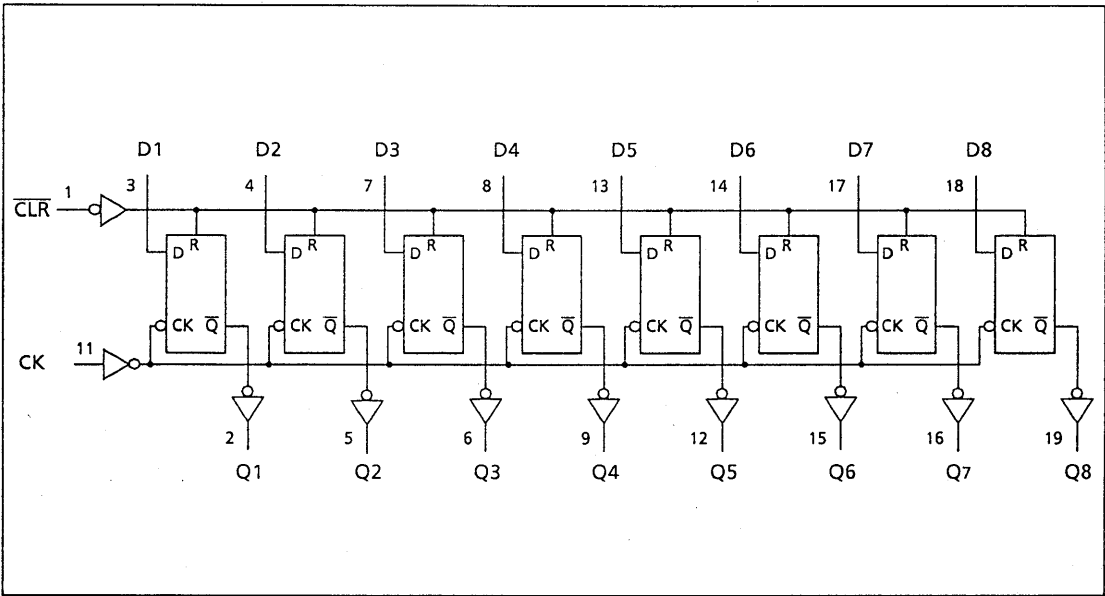 D1 D2 D3 D4 D5 D6 D7 D8
1 3 4 7 8 13 14 17 18
CLR
R R R R R R R R
D D D D D D D D
CK Q CK Q CK Q CK Q CK Q CK Q CK Q CK Q
CK 11
2 5 6 9 12 15 16 19
Q1 Q2 Q3 Q4 Q5 Q6 Q7 Q8